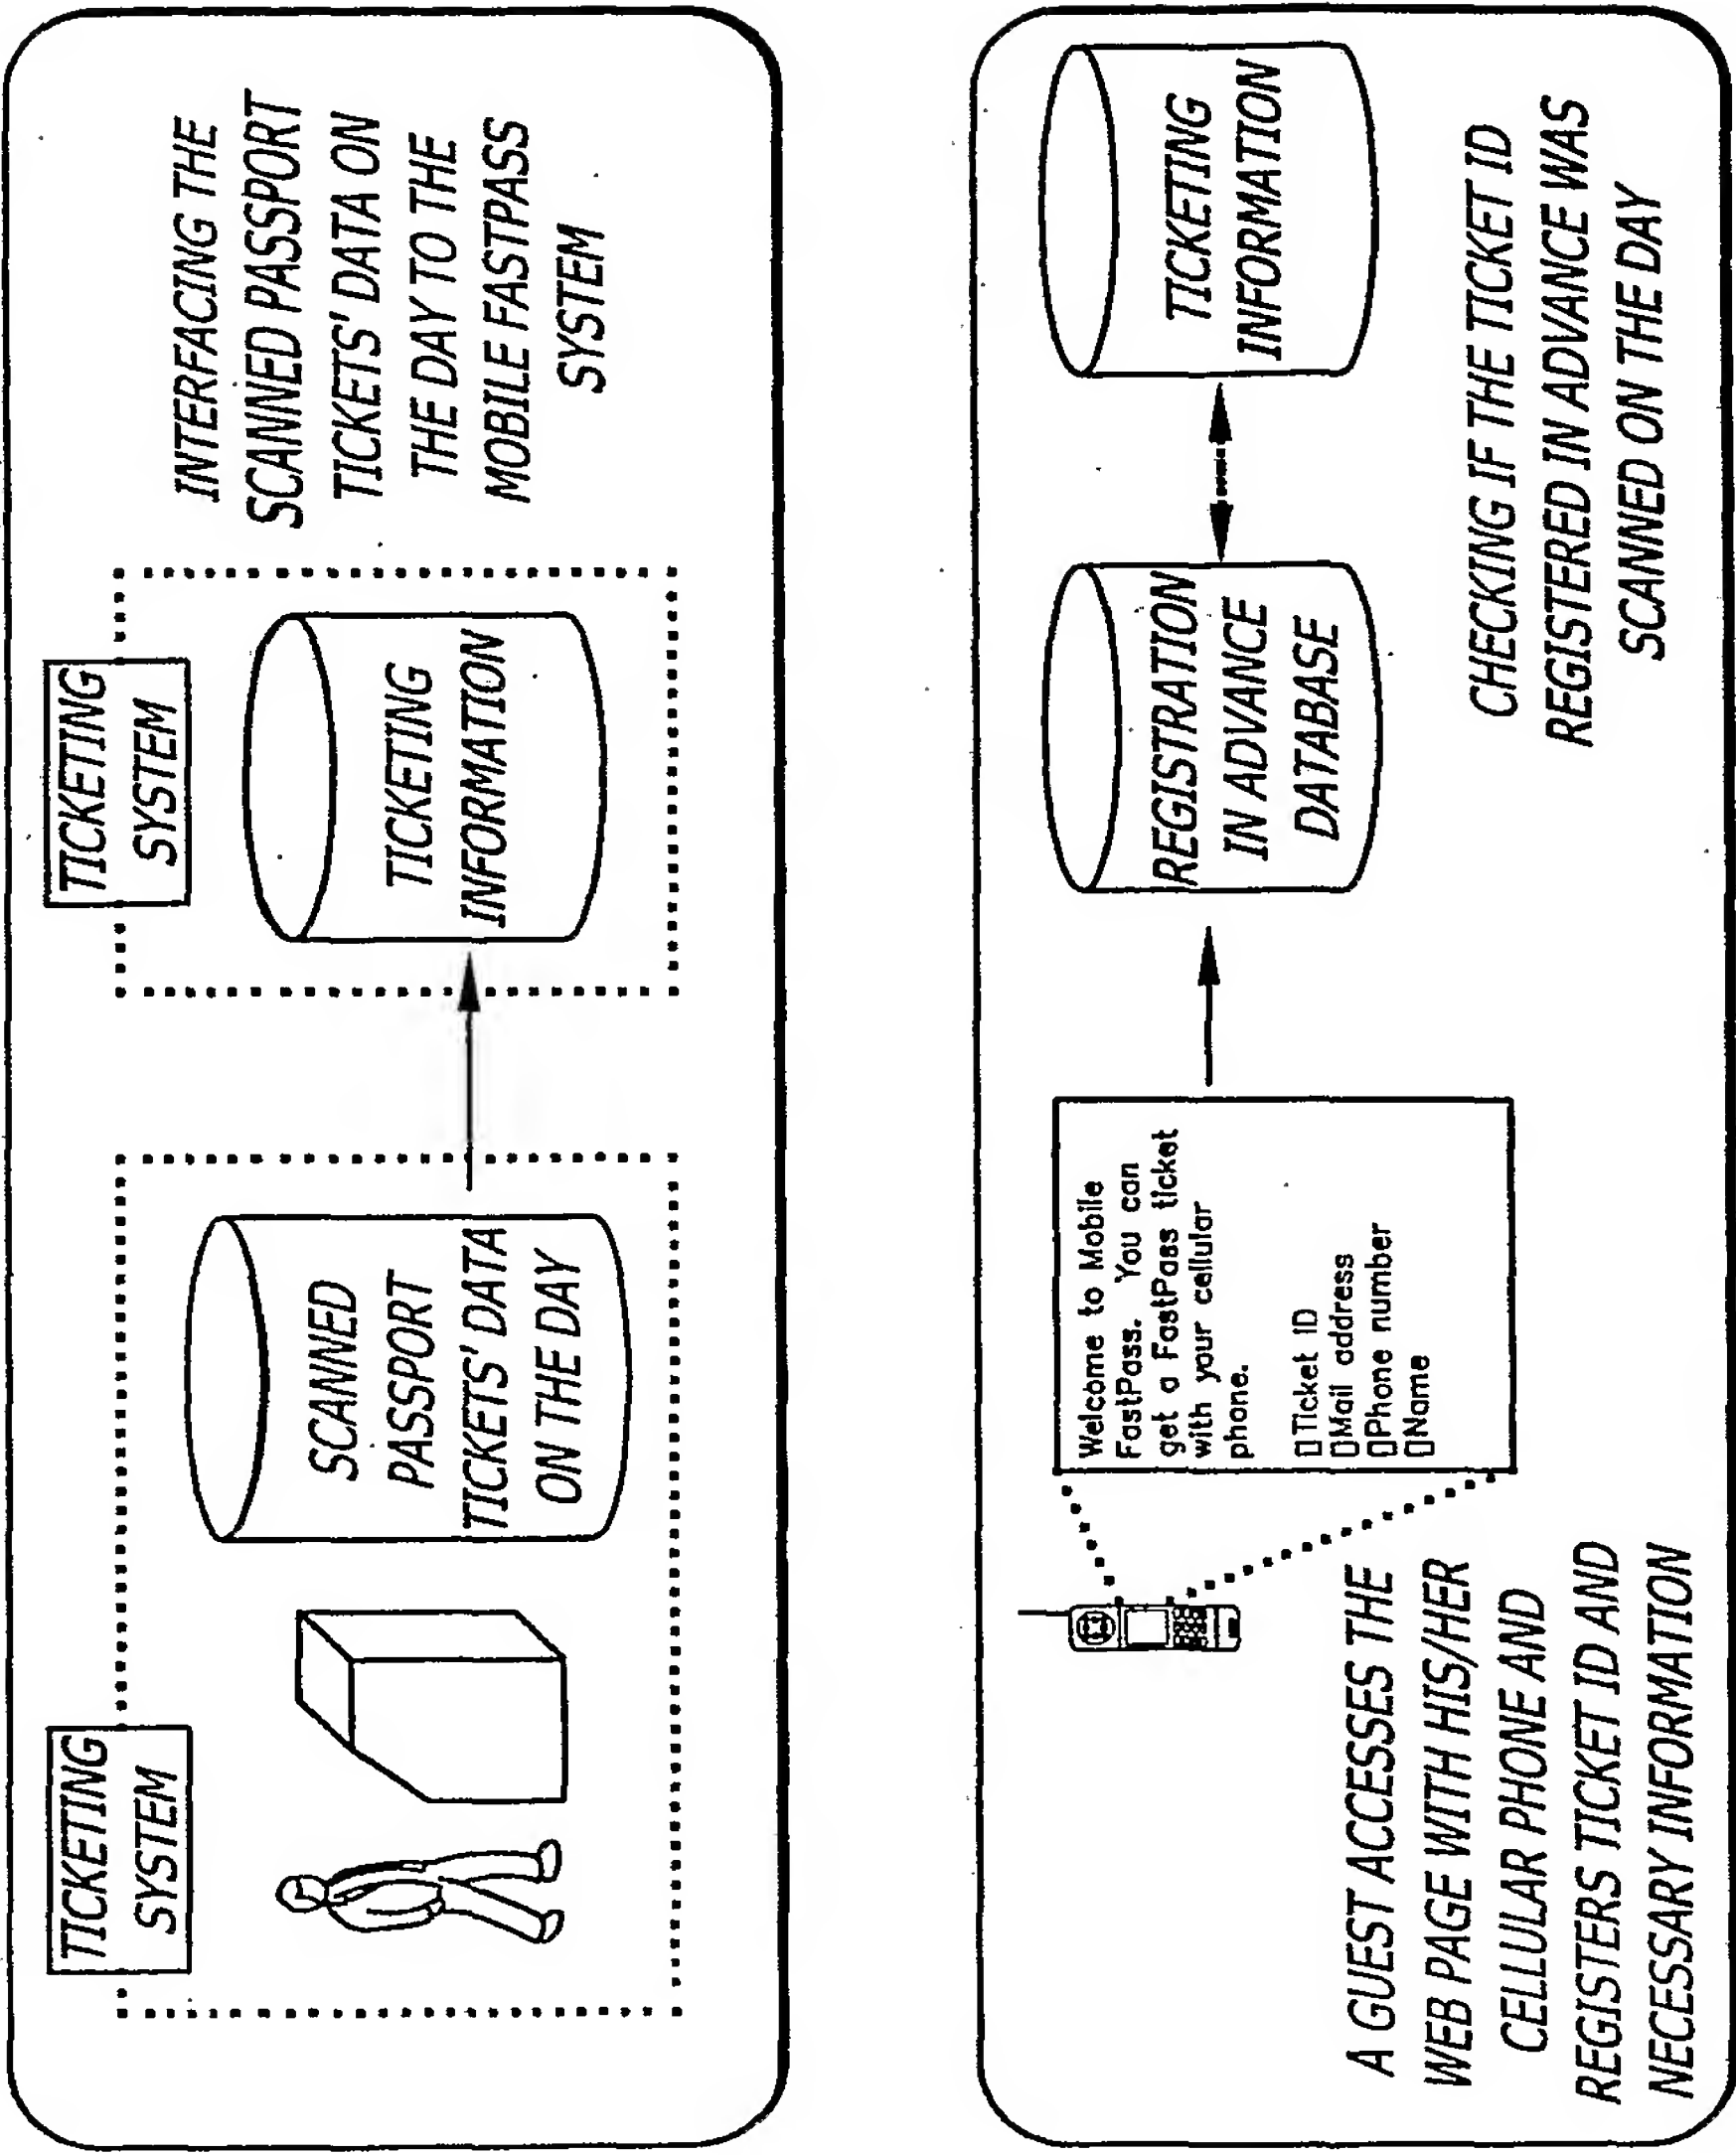 TICKETING
SYSTEM
SCANNED
PASSPORT
TICKETS' DATA
ON THE DAY
TICKETING
SYSTEM
TICKETING
INFORMATION
INTERFACING THE
SCANNED PASSPORT
TICKETS' DATA ON
THE DAY TO THE
MOBILE FASTPASS
SYSTEM
A GUEST ACCESSES THE
WEB PAGE WITH HIS/HER
CELLULAR PHONE AND
REGISTERS TICKET ID AND
NECESSARY INFORMATION
Welcome to Mobile
FastPass. You can
get a FastPass ticket
with your cellular
phone.
Ticket ID
Mail address
Phone number
Name
REGISTRATION
IN ADVANCE
DATABASE
TICKETING
INFORMATION
CHECKING IF THE TICKET ID
REGISTERED IN ADVANCE WAS
SCANNED ON THE DAY